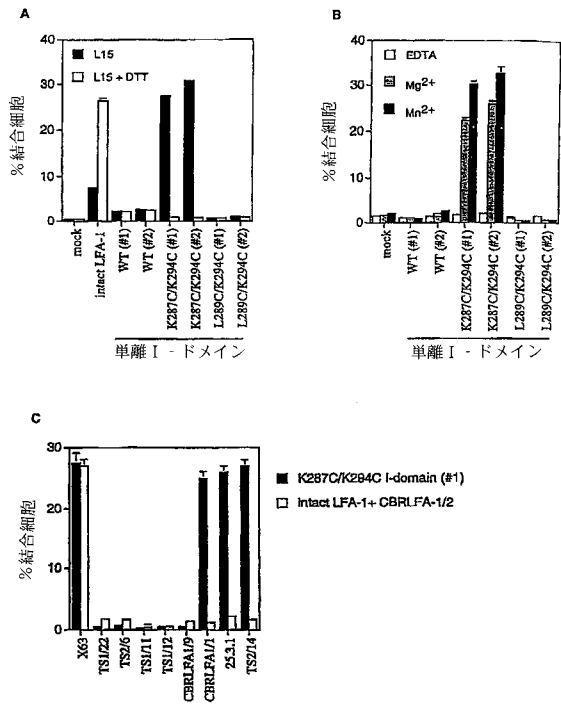 A
%結合細胞
40
30
20
10
0
L15
L15 + DTT
mock
intact LFA-1
WT (#1)
WT (#2)
K287C/K294C (#1)
K287C/K294C (#2)
L289C/K294C (#1)
L289C/K294C (#2)
単離Ⅰ - ドメイン
B
%結合細胞
40
30
20
10
0
EDTA
Mg2+
Mn2+
mock
WT (#1)
WT (#2)
K287C/K294C (#1)
K287C/K294C (#2)
L289C/K294C (#1)
L289C/K294C (#2)
単離Ⅰ - ドメイン
C
%結合細胞
30
20
10
0
K287C/K294C I-domain (#1)
intact LFA-1+ CBRLFA-1/2
X63
TS1/22
TS2/6
TS1/11
TS1/12
CBRLFA1/9
CBRLFA1/1
25.3.1
TS2/14